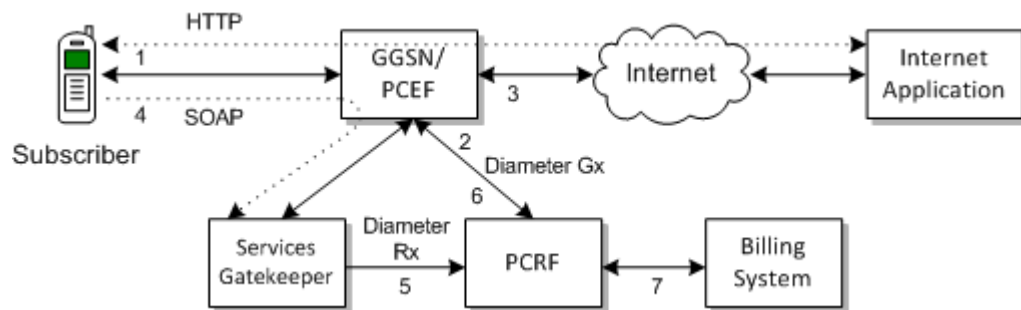 HTTP
1
GGSN/
PCEF
3
Internet
Internet
Application
4
SOAP
Subscriber
2
Diameter Gx
6
Services
Gatekeeper
Diameter
Rx
5
PCRF
7
Billing
System